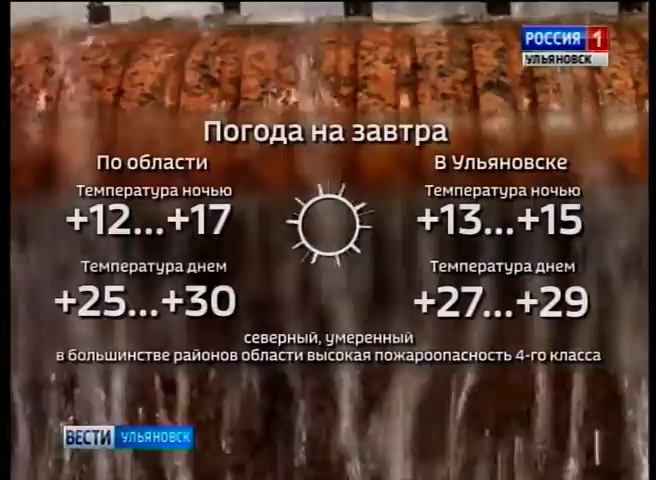 РОССИЯ 1
УЛЬЯНОВСК
Погода на завтра
По области
Температура ночью
+12...+17
Температура днем
+25...+30
В Ульяновске
Температура ночью
+13...+15
Температура днем
+27...+29
северный, умеренный
в большинстве районов области высокая пожароопасность 4-го класса
ВЕСТИ УЛЬЯНОВСК